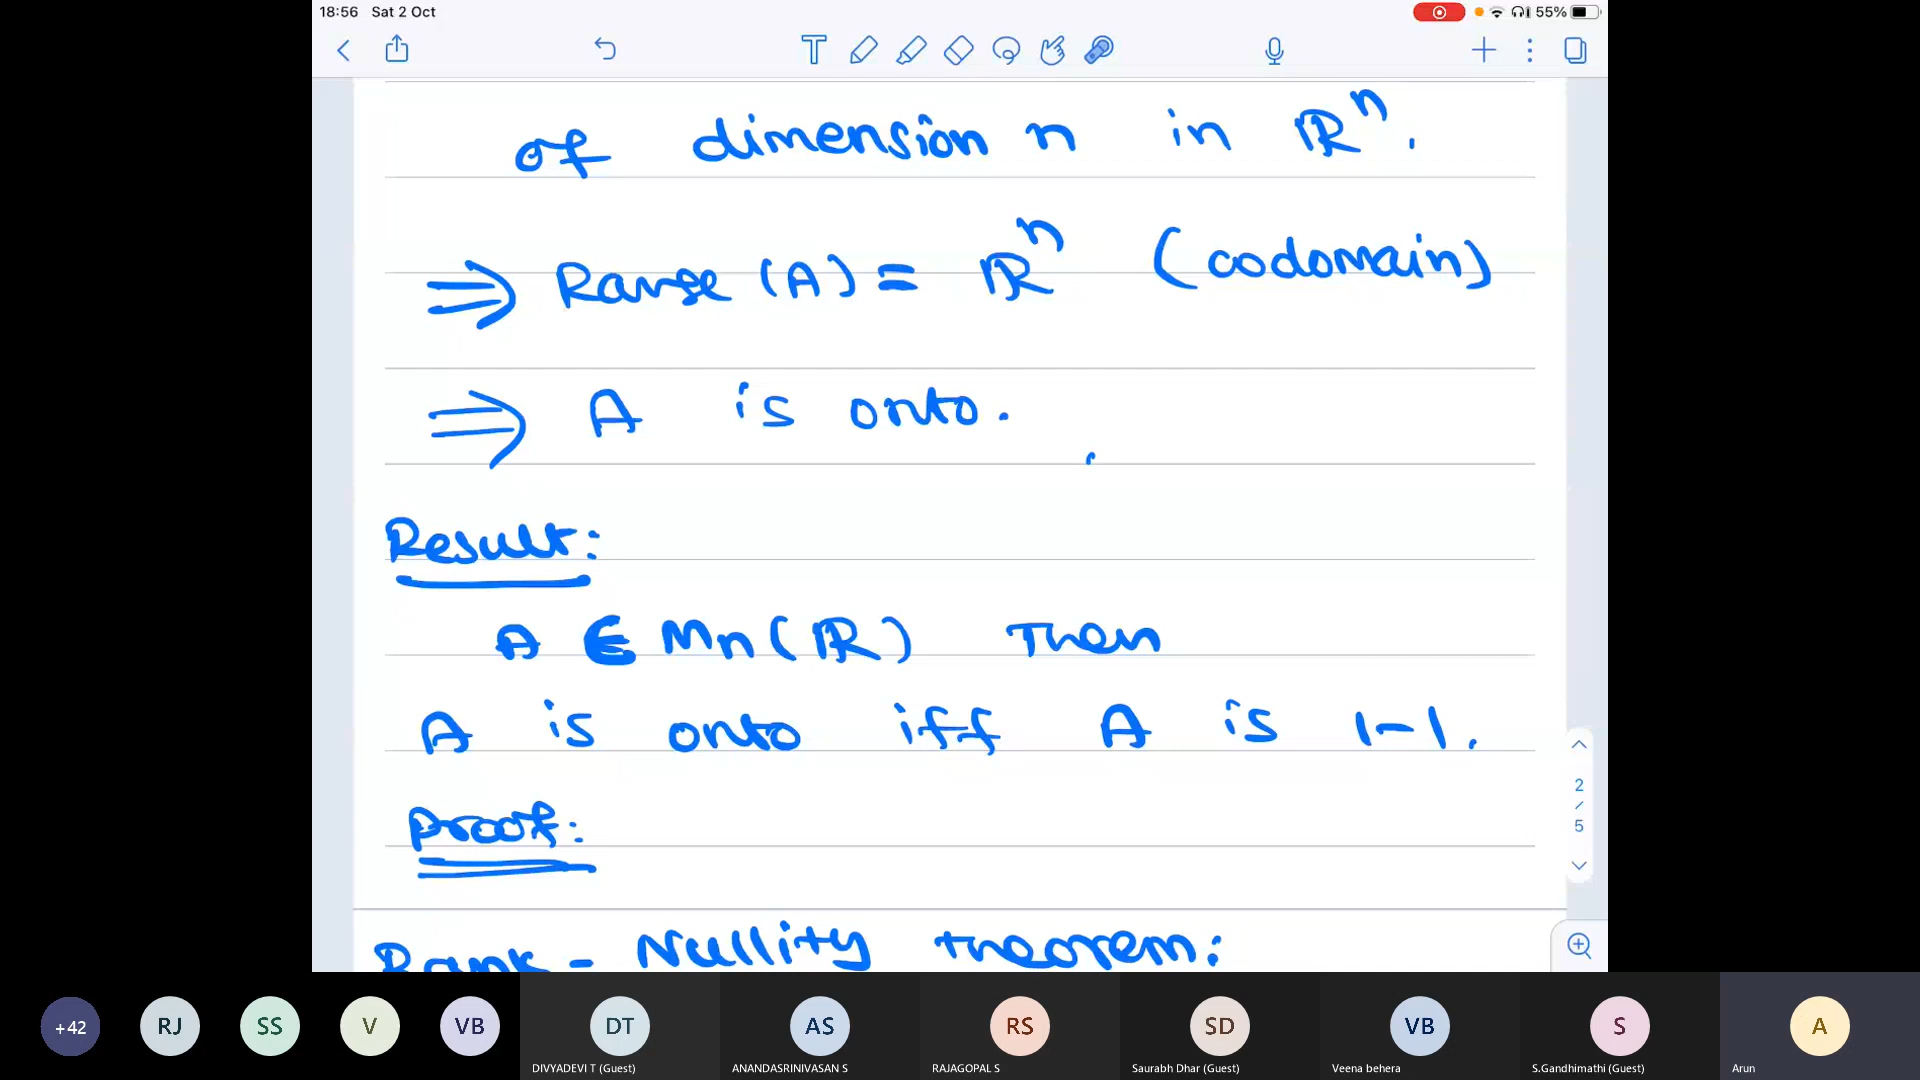 18:56 Sat 2 Oct 55%
of dimension n in ℝⁿ.
⇒ Range (A) = ℝⁿ (codomain)
⇒ A is onto.
Result:
A ∈ Mn(ℝ) Then
A is onto iff A is 1-1.
2
/
5
Proof:
Rank - Nullity theorem:
+42 RJ SS V VB DT AS RS SD VB S A
DIVYADEVI T (Guest) ANANDASRINIVASAN S RAJAGOPAL S Saurabh Dhar (Guest) Veena behera S.Gandhimathi (Guest) Arun